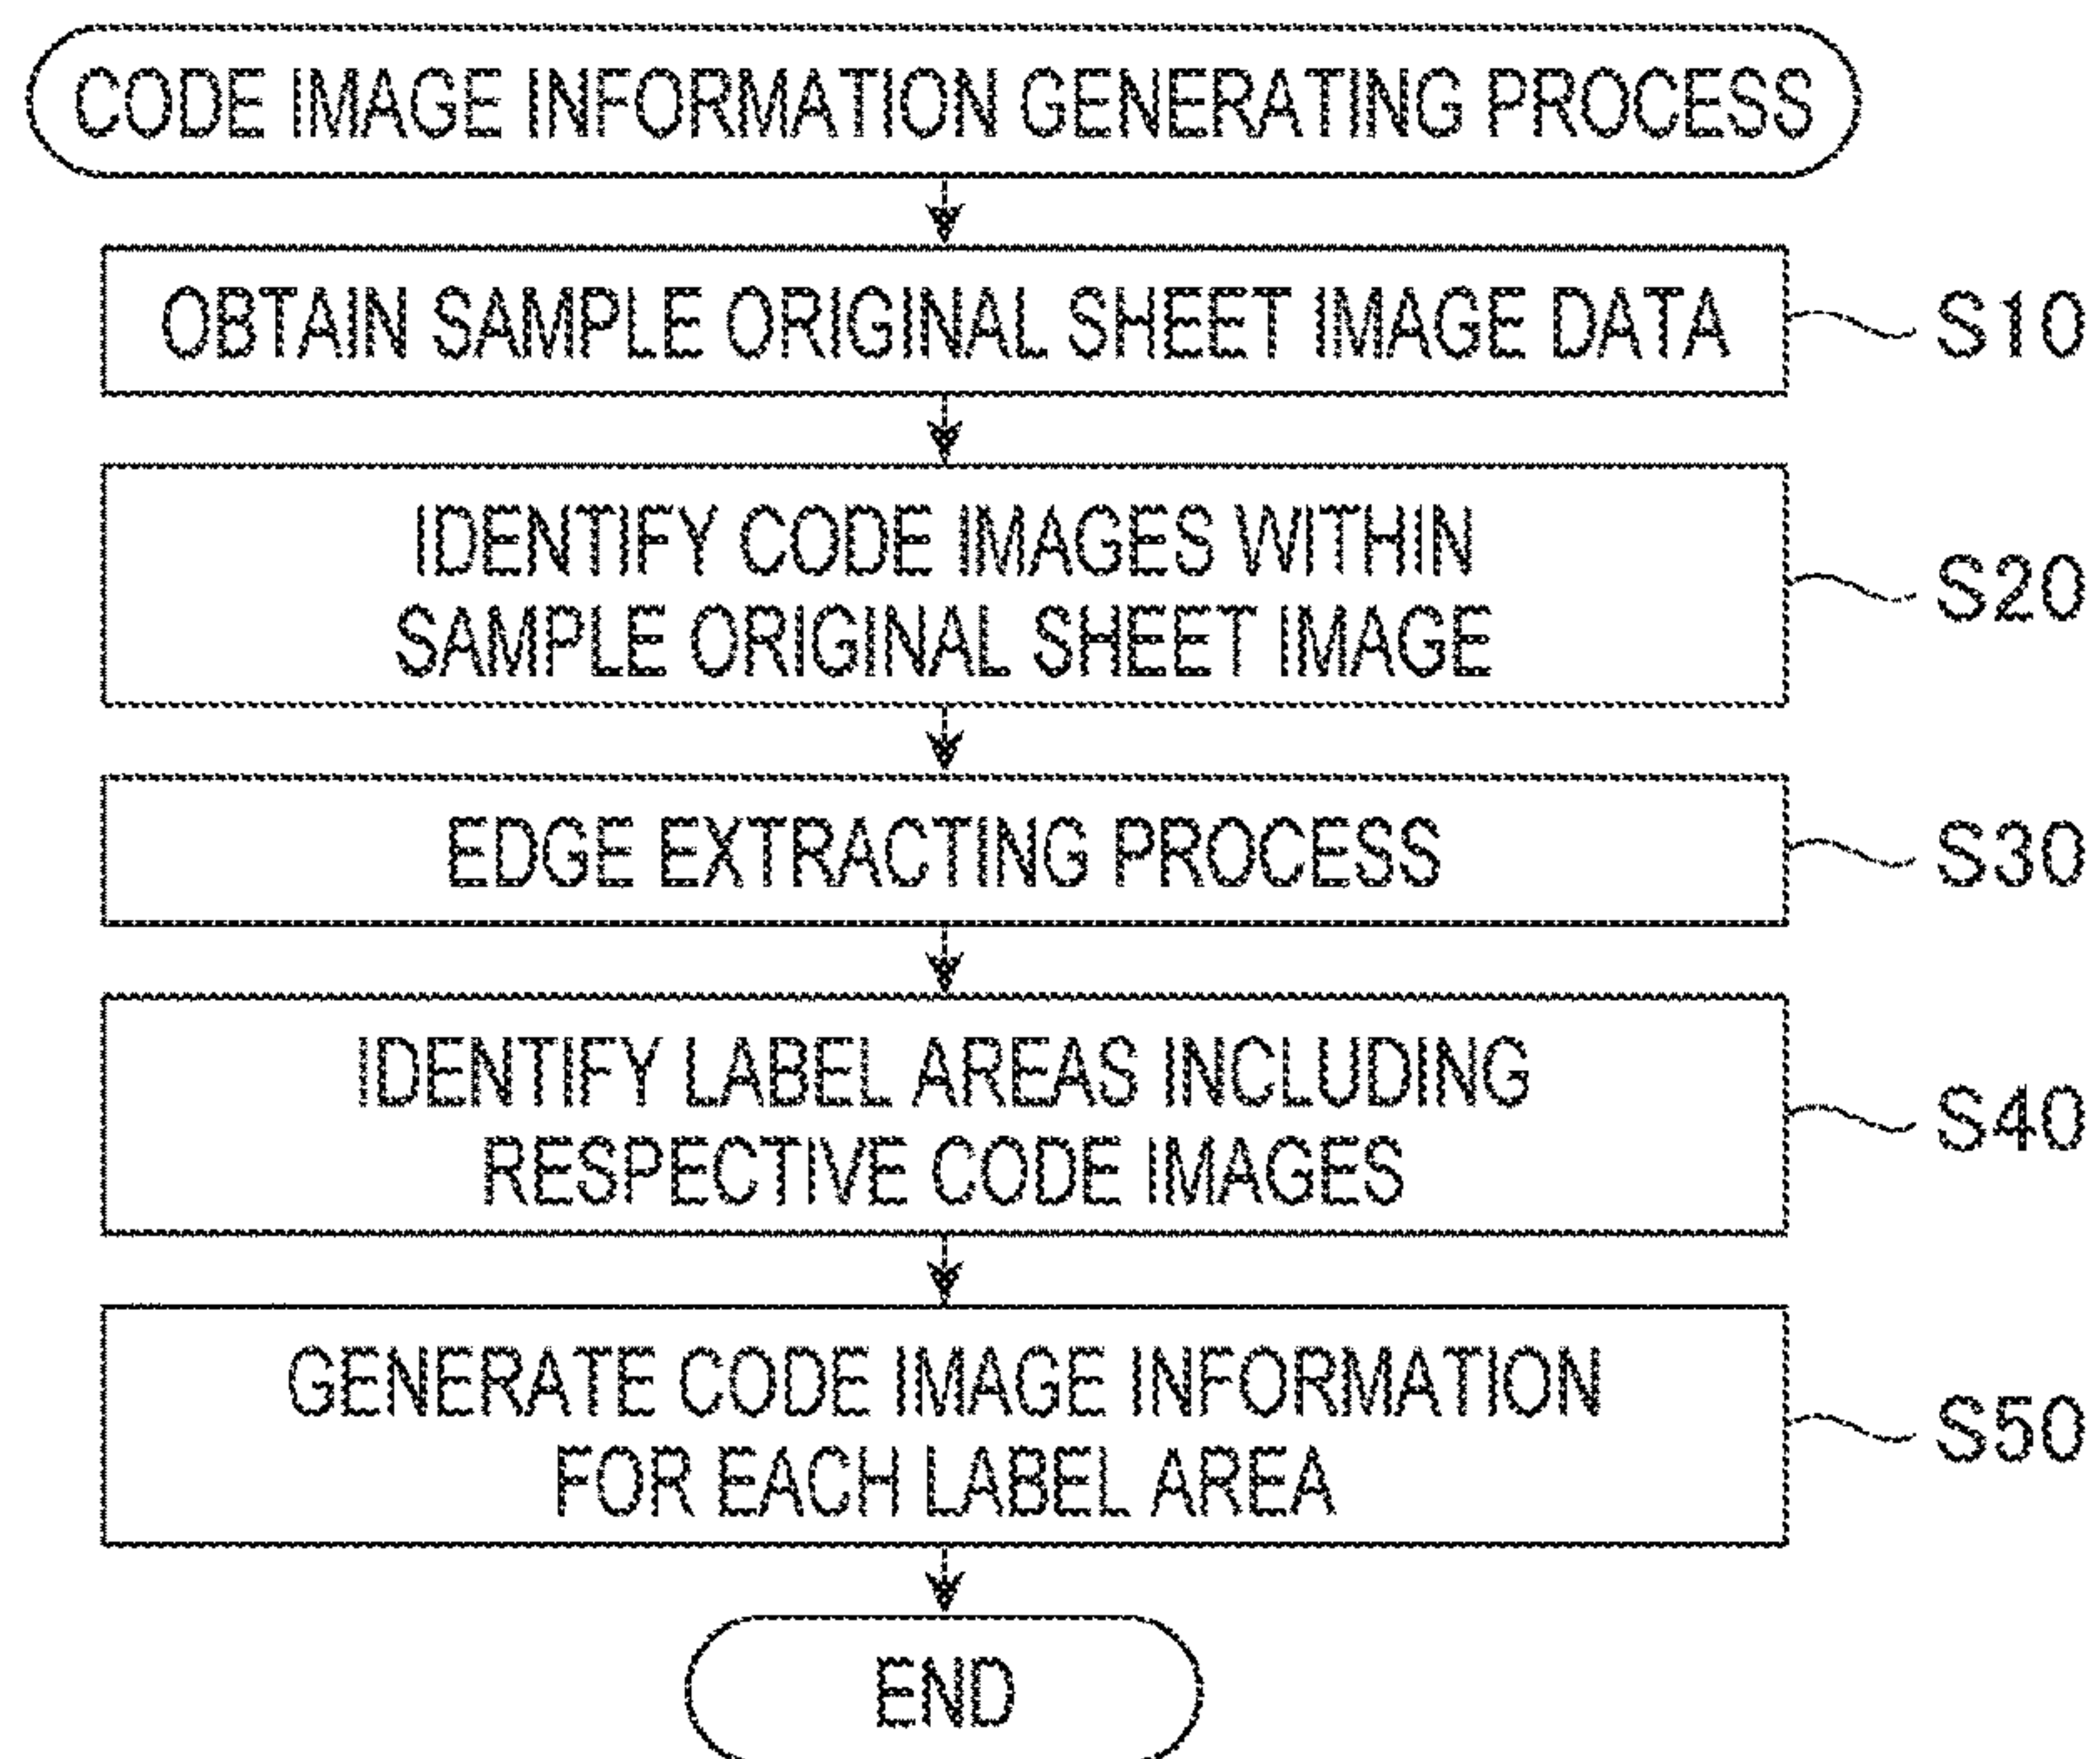 CODE IMAGE INFORMATION GENERATING PROCESS
OBTAIN SAMPLE ORIGINAL SHEET IMAGE DATA
S10
IDENTIFY CODE IMAGES WITHIN
SAMPLE ORIGINAL SHEET IMAGE
S20
EDGE EXTRACTING PROCESS
S30
IDENTIFY LABEL AREAS INCLUDING
RESPECTIVE CODE IMAGES
S40
GENERATE CODE IMAGE INFORMATION
FOR EACH LABEL AREA
S50
END